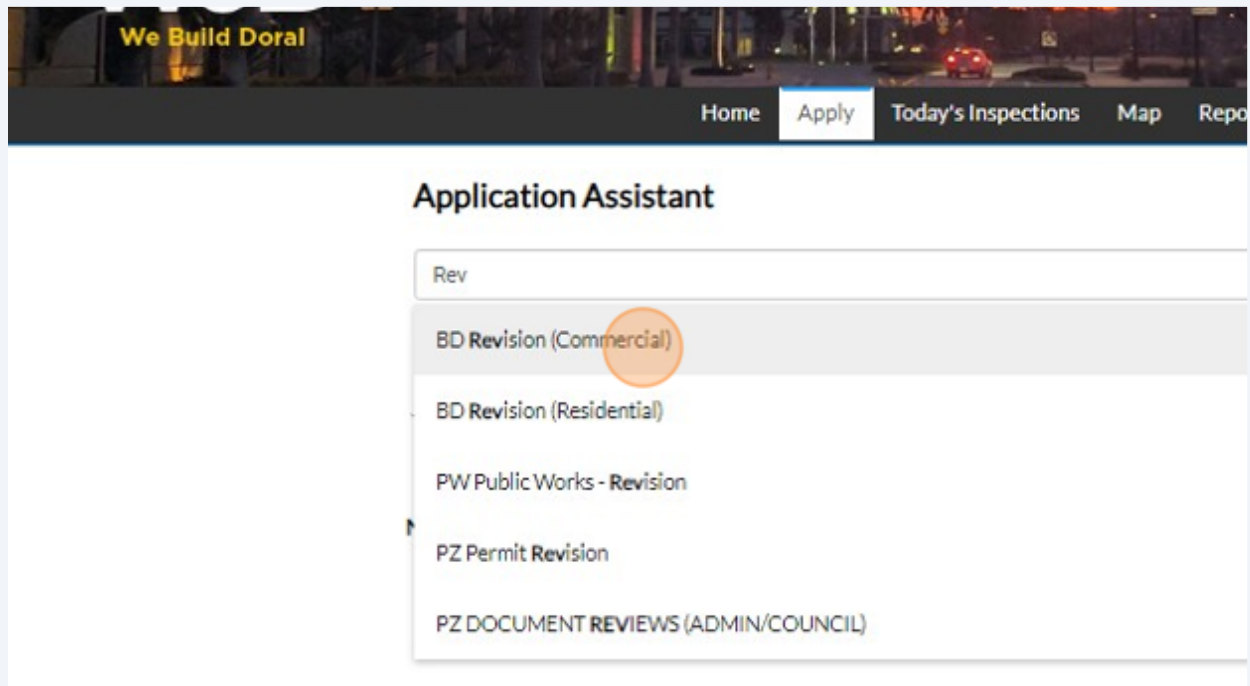 We Build Doral
Home Apply Today's Inspections Map Repo
Application Assistant
Rev
BD Revision (Commercial)
BD Revision (Residential)
PW Public Works - Revision
PZ Permit Revision
PZ DOCUMENT REVIEWS (ADMIN/COUNCIL)